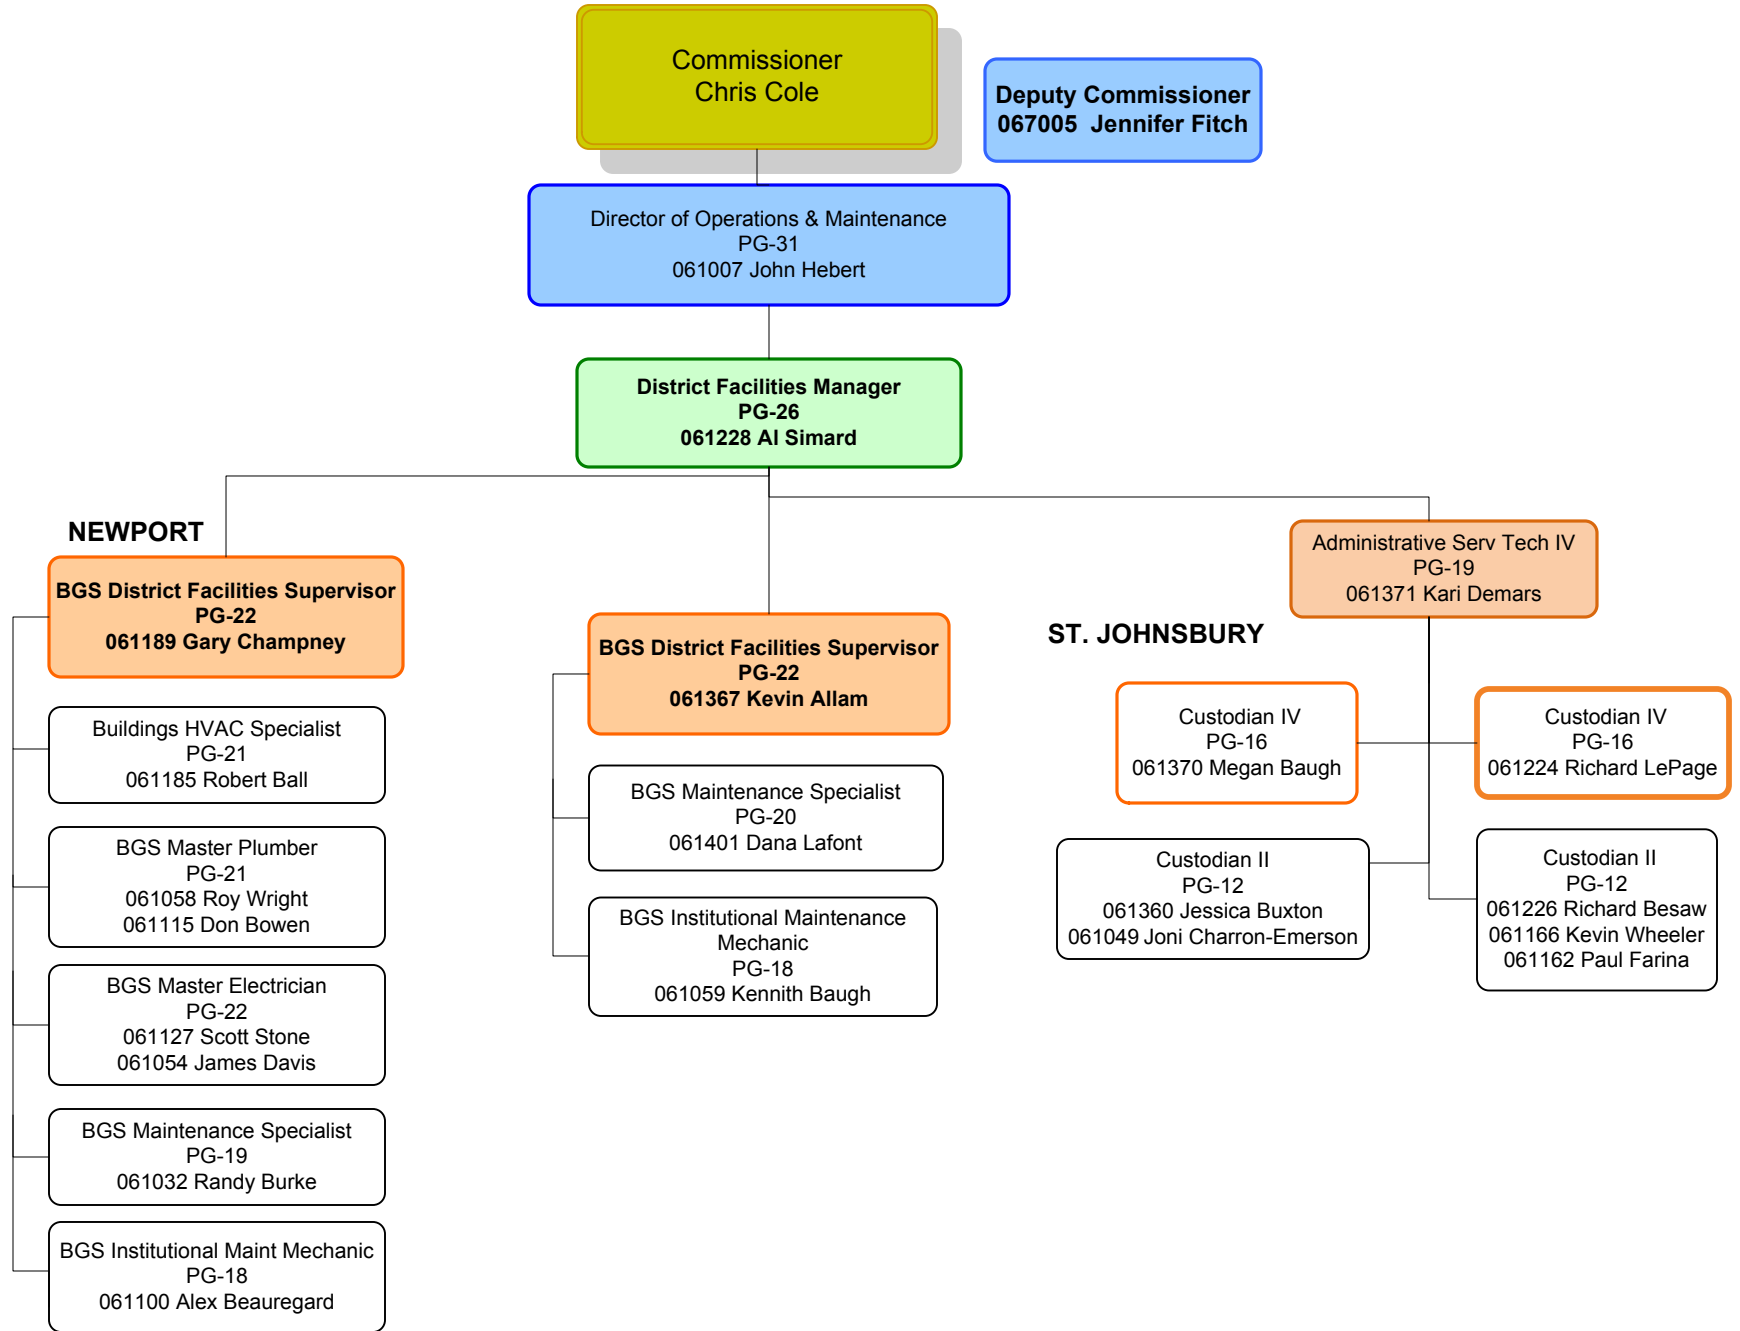 Commissioner
Chris Cole
Deputy Commissioner
067005  Jennifer Fitch
Director of Operations & Maintenance
PG-31
061007 John Hebert
District Facilities Manager
PG-26
061228 Al Simard
NEWPORT
BGS District Facilities Supervisor
PG-22
061189 Gary Champney
Buildings HVAC Specialist
PG-21
061185 Robert Ball
BGS Master Plumber
PG-21
061058 Roy Wright
061115 Don Bowen
BGS Master Electrician
PG-22
061127 Scott Stone
061054 James Davis
BGS Maintenance Specialist
PG-19
061032 Randy Burke
BGS Institutional Maint Mechanic
PG-18
061100 Alex Beauregard
BGS District Facilities Supervisor
PG-22
061367 Kevin Allam
BGS Maintenance Specialist
PG-20
061401 Dana Lafont
BGS Institutional Maintenance
Mechanic
PG-18
061059 Kennith Baugh
Administrative Serv Tech IV
PG-19
061371 Kari Demars
ST. JOHNSBURY
Custodian IV
PG-16
061370 Megan Baugh
Custodian IV
PG-16
061224 Richard LePage
Custodian II
PG-12
061360 Jessica Buxton
061049 Joni Charron-Emerson
Custodian II
PG-12
061226 Richard Besaw
061166 Kevin Wheeler
061162 Paul Farina